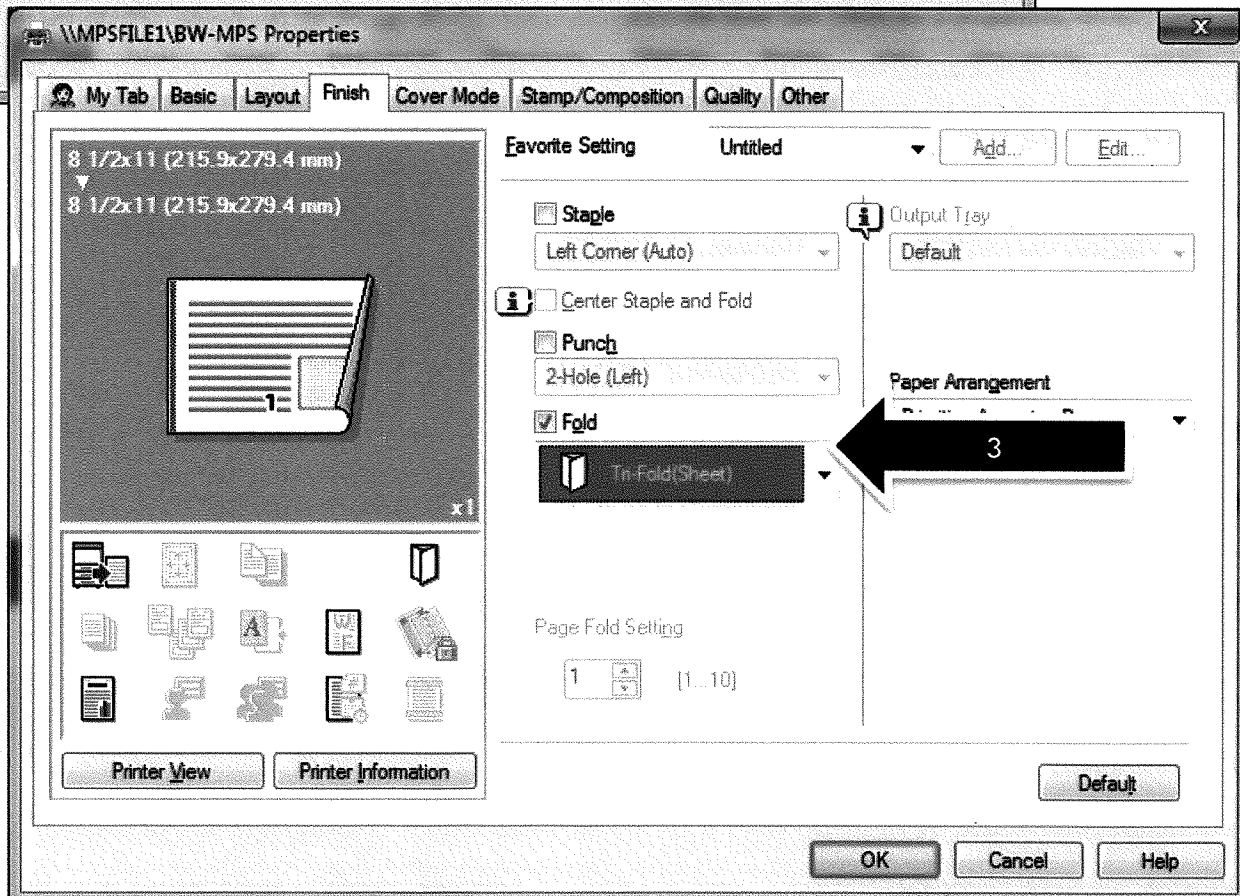 \\MPSFILE1\BW-MPS Properties
X
My Tab Basic Layout Finish Cover Mode Stamp/Composition Quality Other
8 1/2x11 (215.9x279.4 mm)
8 1/2x11 (215.9x279.4 mm)
1
x1
Printer View Printer Information
Favorite Setting Untitled Add... Edit...
Staple
Left Corner (Auto)
Center Staple and Fold
Punch
2-Hole (Left)
Fold
Tri-Fold(Sheet)
Page Fold Setting
1 [1...10]
Output Tray
Default
Paper Arrangement
3
Default
OK Cancel Help